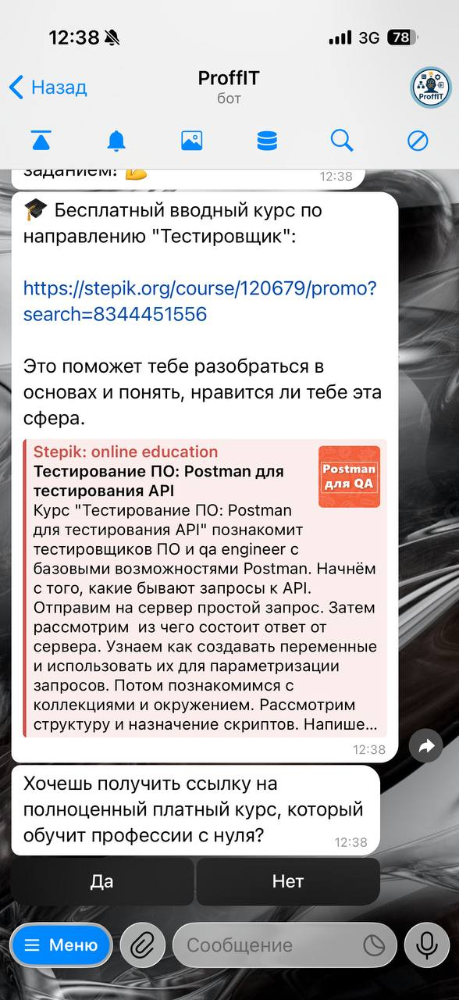 12:38
3G 78
Назад
ProffIT
бот
ProffIT
заданием! 💪
12:38
🎓 Бесплатный вводный курс по
направлению "Тестировщик":
https://stepik.org/course/120679/promo?
search=8344451556
Это поможет тебе разобраться в
основах и понять, нравится ли тебе эта
сфера.
Stepik: online education
Тестирование ПО: Postman для
тестирования API
Postman
для QA
Курс "Тестирование ПО: Postman
для тестирования API" познакомит
тестировщиков ПО и qa engineer с
базовыми возможностями Postman. Начнём
с того, какие бывают запросы к API.
Отправим на сервер простой запрос. Затем
рассмотрим из чего состоит ответ от
сервера. Узнаем как создавать переменные
и использовать их для параметризации
запросов. Потом познакомимся с
коллекциями и окружением. Рассмотрим
структуру и назначение скриптов. Напише...
12:38
Хочешь получить ссылку на
полноценный платный курс, который
обучит профессии с нуля?
12:38
Да
Нет
Меню
Сообщение